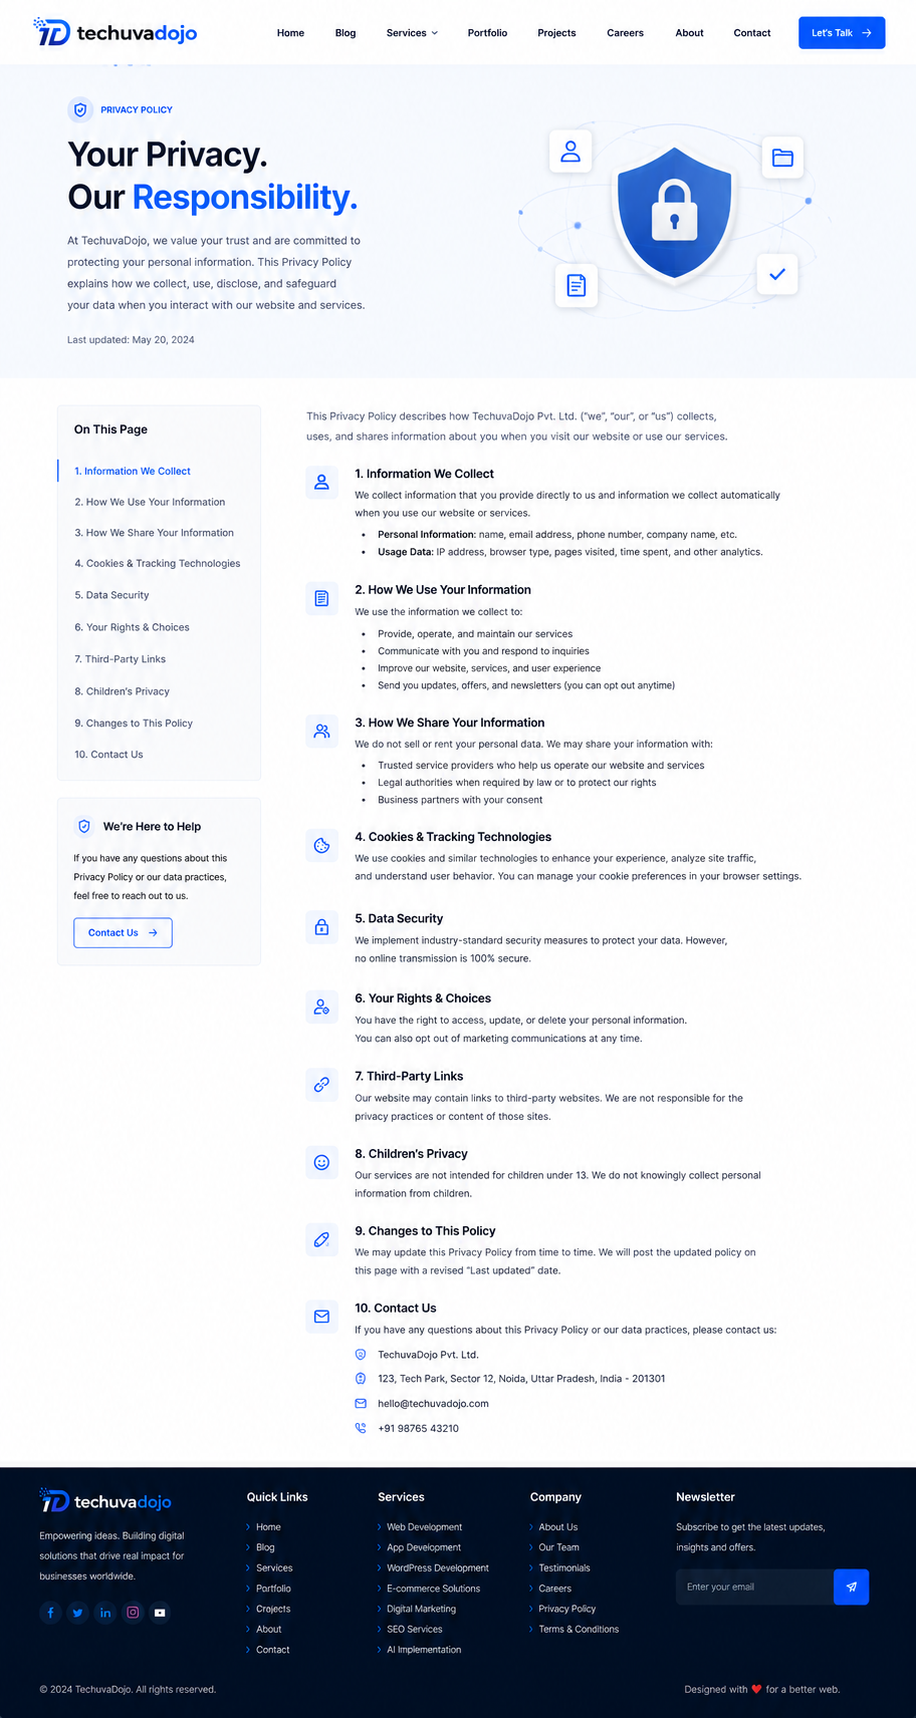 techuvadojo
Home
Blog
Services
Portfolio
Projects
Careers
About
Contact
Let's Talk
PRIVACY POLICY
Your Privacy.
Our Responsibility.
At TechuvaDojo, we value your trust and are committed to
protecting your personal information. This Privacy Policy
explains how we collect, use, disclose, and safeguard
your data when you interact with our website and services.
Last updated: May 20, 2024
On This Page
1. Information We Collect
2. How We Use Your Information
3. How We Share Your Information
4. Cookies & Tracking Technologies
5. Data Security
6. Your Rights & Choices
7. Third-Party Links
8. Children's Privacy
9. Changes to This Policy
10. Contact Us
We're Here to Help
If you have any questions about this
Privacy Policy or our data practices,
feel free to reach out to us.
Contact Us
This Privacy Policy describes how TechuvaDojo Pvt. Ltd. ("we", "our", or "us") collects,
uses, and shares information about you when you visit our website or use our services.
1. Information We Collect
We collect information that you provide directly to us and information we collect automatically
when you use our website or services.
• Personal Information: name, email address, phone number, company name, etc.
• Usage Data: IP address, browser type, pages visited, time spent, and other analytics.
2. How We Use Your Information
We use the information we collect to:
• Provide, operate, and maintain our services
• Communicate with you and respond to inquiries
• Improve our website, services, and user experience
• Send you updates, offers, and newsletters (you can opt out anytime)
3. How We Share Your Information
We do not sell or rent your personal data. We may share your information with:
• Trusted service providers who help us operate our website and services
• Legal authorities when required by law or to protect our rights
• Business partners with your consent
4. Cookies & Tracking Technologies
We use cookies and similar technologies to enhance your experience, analyze site traffic,
and understand user behavior. You can manage your cookie preferences in your browser settings.
5. Data Security
We implement industry-standard security measures to protect your data. However,
no online transmission is 100% secure.
6. Your Rights & Choices
You have the right to access, update, or delete your personal information.
You can also opt out of marketing communications at any time.
7. Third-Party Links
Our website may contain links to third-party websites. We are not responsible for the
privacy practices or content of those sites.
8. Children's Privacy
Our services are not intended for children under 13. We do not knowingly collect personal
information from children.
9. Changes to This Policy
We may update this Privacy Policy from time to time. We will post the updated policy on
this page with a revised "Last updated" date.
10. Contact Us
If you have any questions about this Privacy Policy or our data practices, please contact us:
TechuvaDojo Pvt. Ltd.
123, Tech Park, Sector 12, Noida, Uttar Pradesh, India - 201301
hello@techuvadojo.com
+91 98765 43210
techuvadojo
Empowering ideas. Building digital
solutions that drive real impact for
businesses worldwide.
Quick Links
Home
Blog
Services
Portfolio
Crojects
About
Contact
Services
Web Development
App Development
WordPress Development
E-commerce Solutions
Digital Marketing
SEO Services
AI Implementation
Company
About Us
Our Team
Testimonials
Careers
Privacy Policy
Terms & Conditions
Newsletter
Subscribe to get the latest updates,
insights and offers.
Enter your email
© 2024 TechuvaDojo. All rights reserved.
Designed with ❤ for a better web.